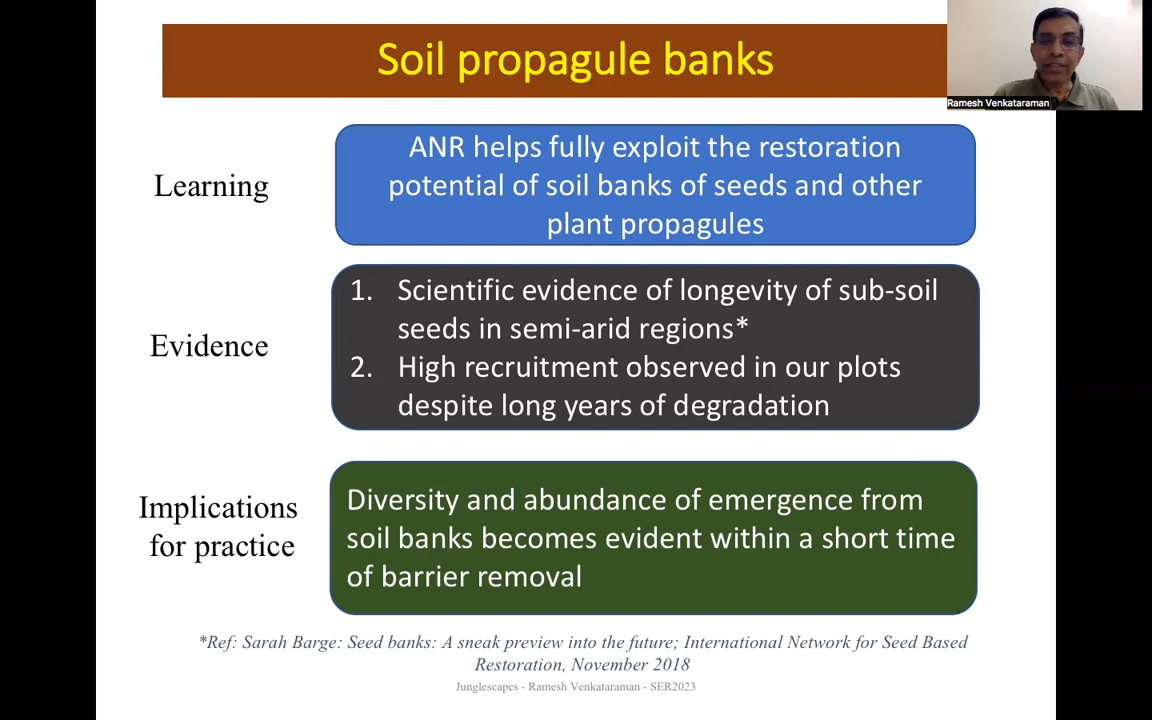 Soil propagule banks
Ramesh Venkataraman
Learning
ANR helps fully exploit the restoration
potential of soil banks of seeds and other
plant propagules
Evidence
1. Scientific evidence of longevity of sub-soil
seeds in semi-arid regions*
2. High recruitment observed in our plots
despite long years of degradation
Implications
for practice
Diversity and abundance of emergence from
soil banks becomes evident within a short time
of barrier removal
*Ref: Sarah Barge: Seed banks: A sneak preview into the future; International Network for Seed Based
Restoration, November 2018
Junglescapes - Ramesh Venkataraman - SER2023